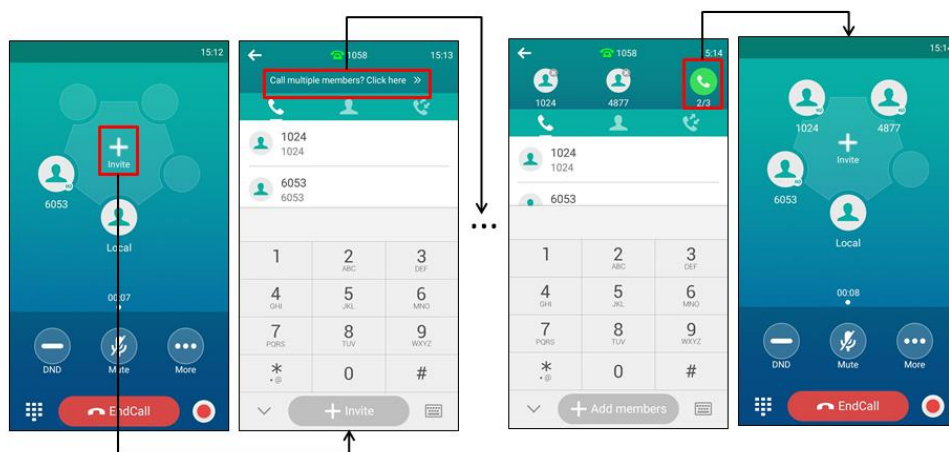 15:12
Invite
6053
Local
00:07
DND
Mute
More
EndCall
1058
15:13
Call multiple members? Click here »
1024
1024
6053
6053
1
2
3
ABC
DEF
4
5
6
GHI
JKL
MNO
7
8
9
PQRS
TUV
WXYZ
*
0
#
.@
+ Invite
...
1058
5:14
1024
4877
2/3
1024
1024
6053
1
2
3
ABC
DEF
4
5
6
GHI
JKL
MNO
7
8
9
PQRS
TUV
WXYZ
*
0
#
.@
+ Add members
15:14
1024
4877
Invite
6053
Local
00:08
DND
Mute
More
EndCall